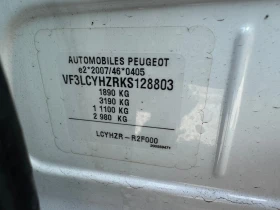 AUTOMOBILES PEUGEOT
e2*2007/46*0405
VF3LCYHZRKS128803
1890 KG
3190 KG
1 1100 KG
2 980 KG
LCYHZR - R2F000